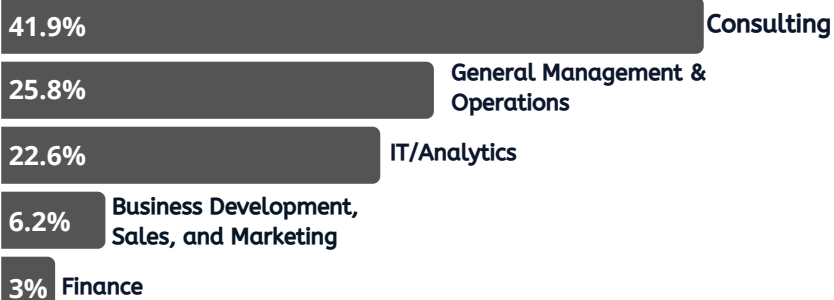 41.9% Consulting
25.8% General Management &
Operations
22.6% IT/Analytics
6.2% Business Development,
Sales, and Marketing
3% Finance